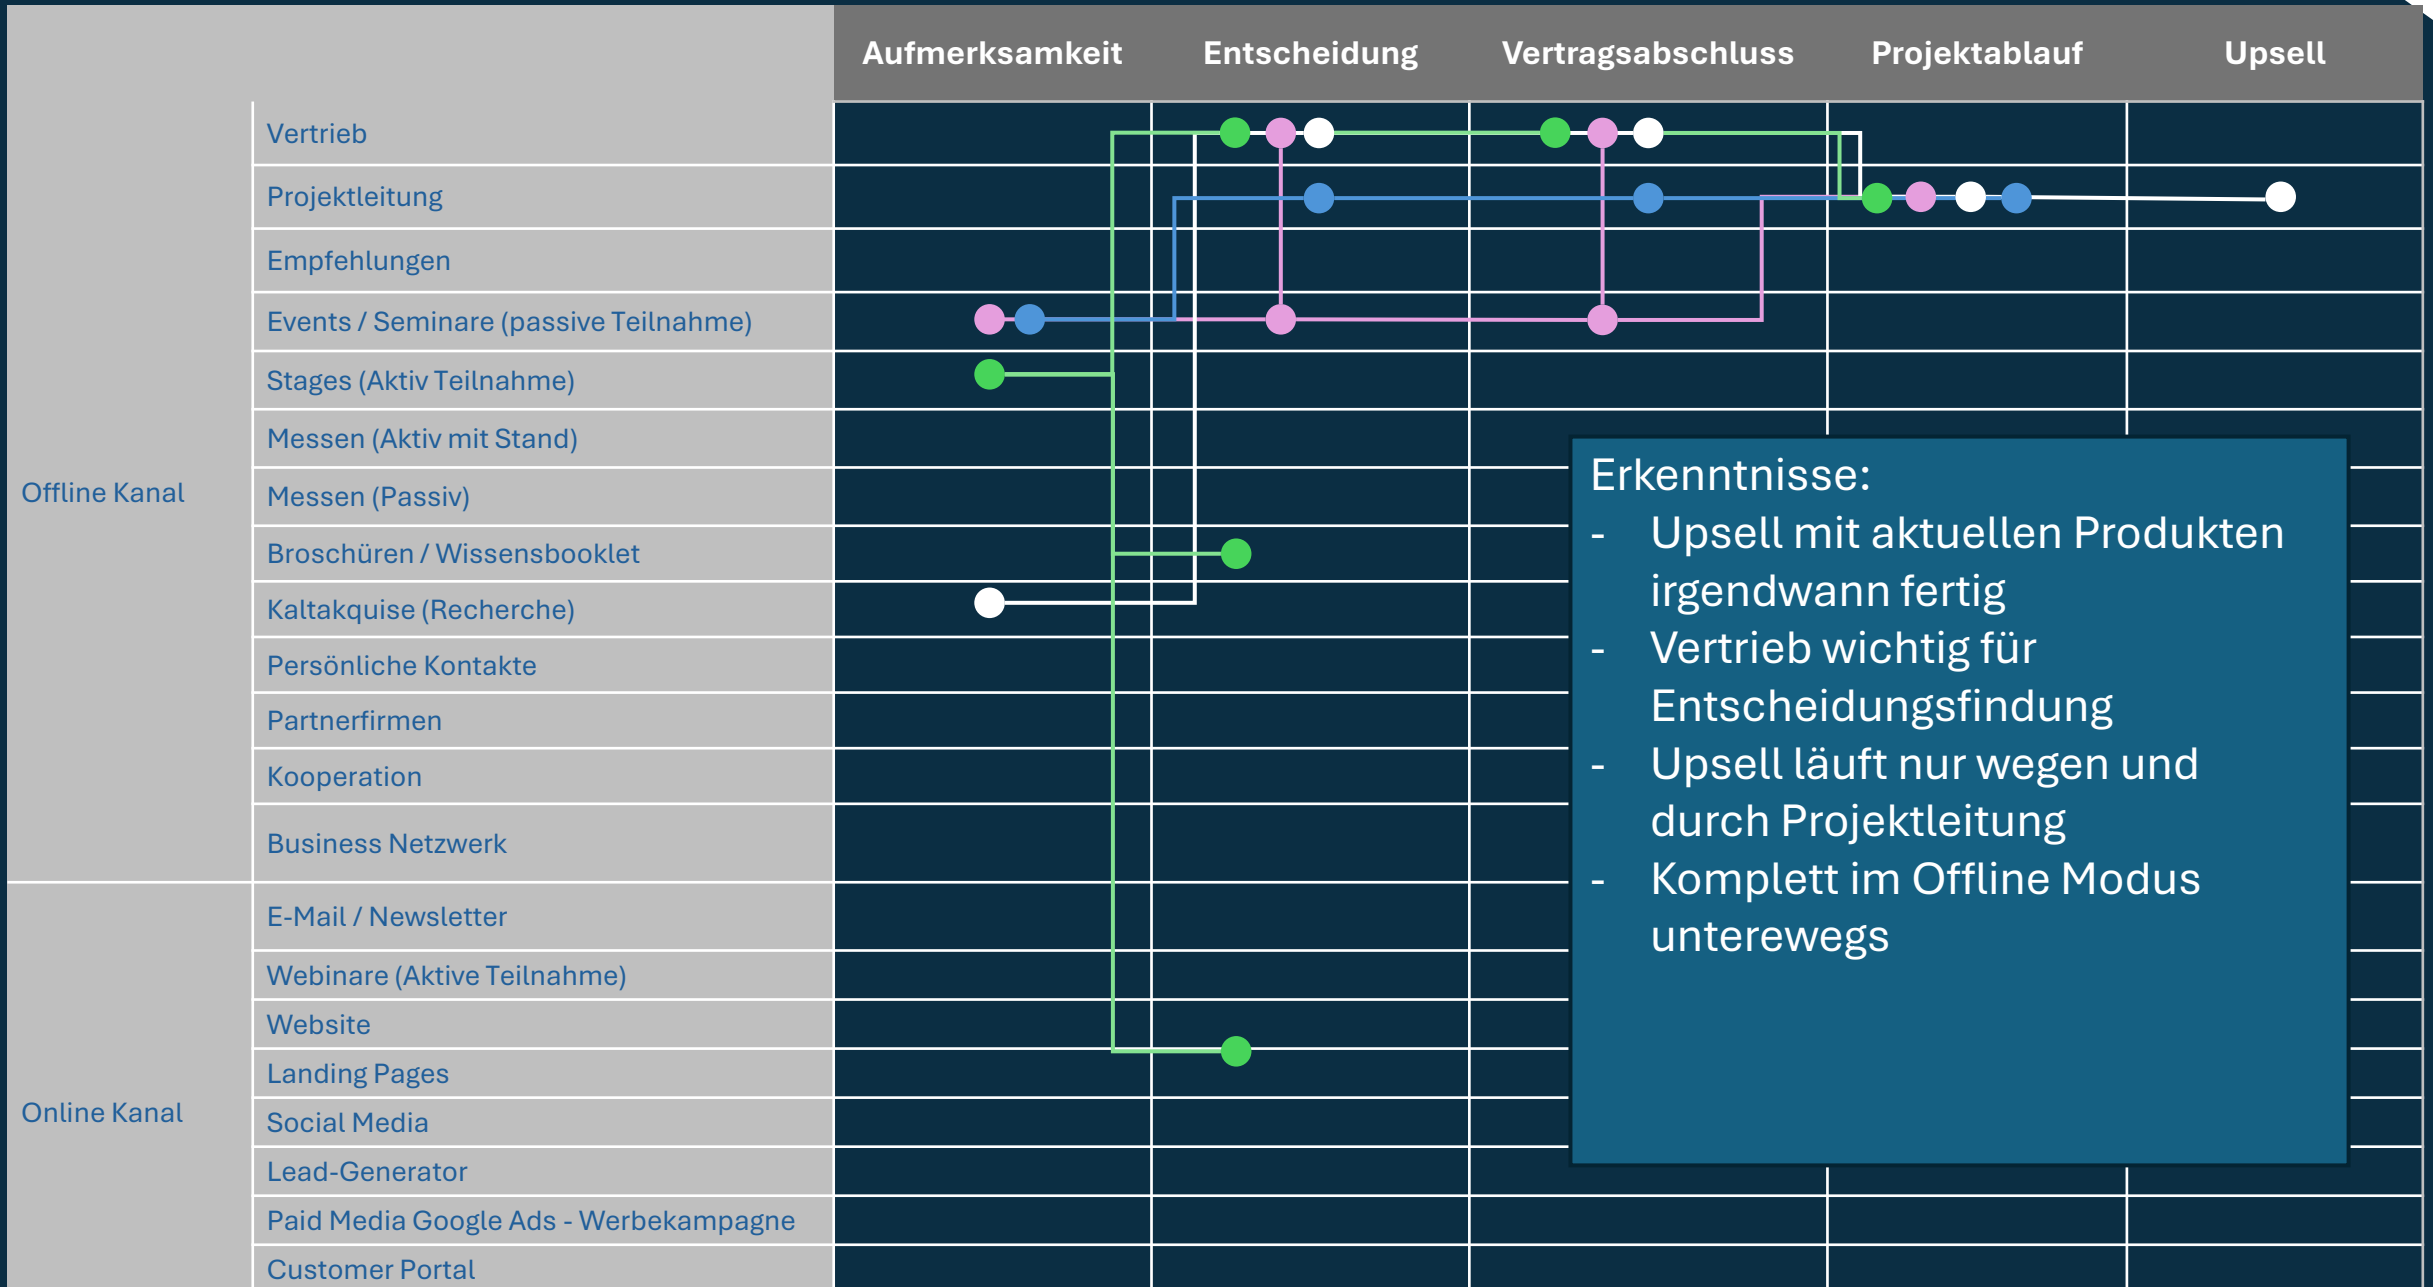 Aufmerksamkeit Entscheidung Vertragsabschluss Projektablauf Upsell
Offline Kanal
Vertrieb
Projektleitung
Empfehlungen
Events / Seminare (passive Teilnahme)
Stages (Aktiv Teilnahme)
Messen (Aktiv mit Stand)
Messen (Passiv)
Broschüren / Wissensbooklet
Kaltakquise (Recherche)
Persönliche Kontakte
Partnerfirmen
Kooperation
Business Netzwerk
Online Kanal
E-Mail / Newsletter
Webinare (Aktive Teilnahme)
Website
Landing Pages
Social Media
Lead-Generator
Paid Media Google Ads - Werbekampagne
Customer Portal
Erkenntnisse:
- Upsell mit aktuellen Produkten
irgendwann fertig
- Vertrieb wichtig für
Entscheidungsfindung
- Upsell läuft nur wegen und
durch Projektleitung
- Komplett im Offline Modus
unterewegs